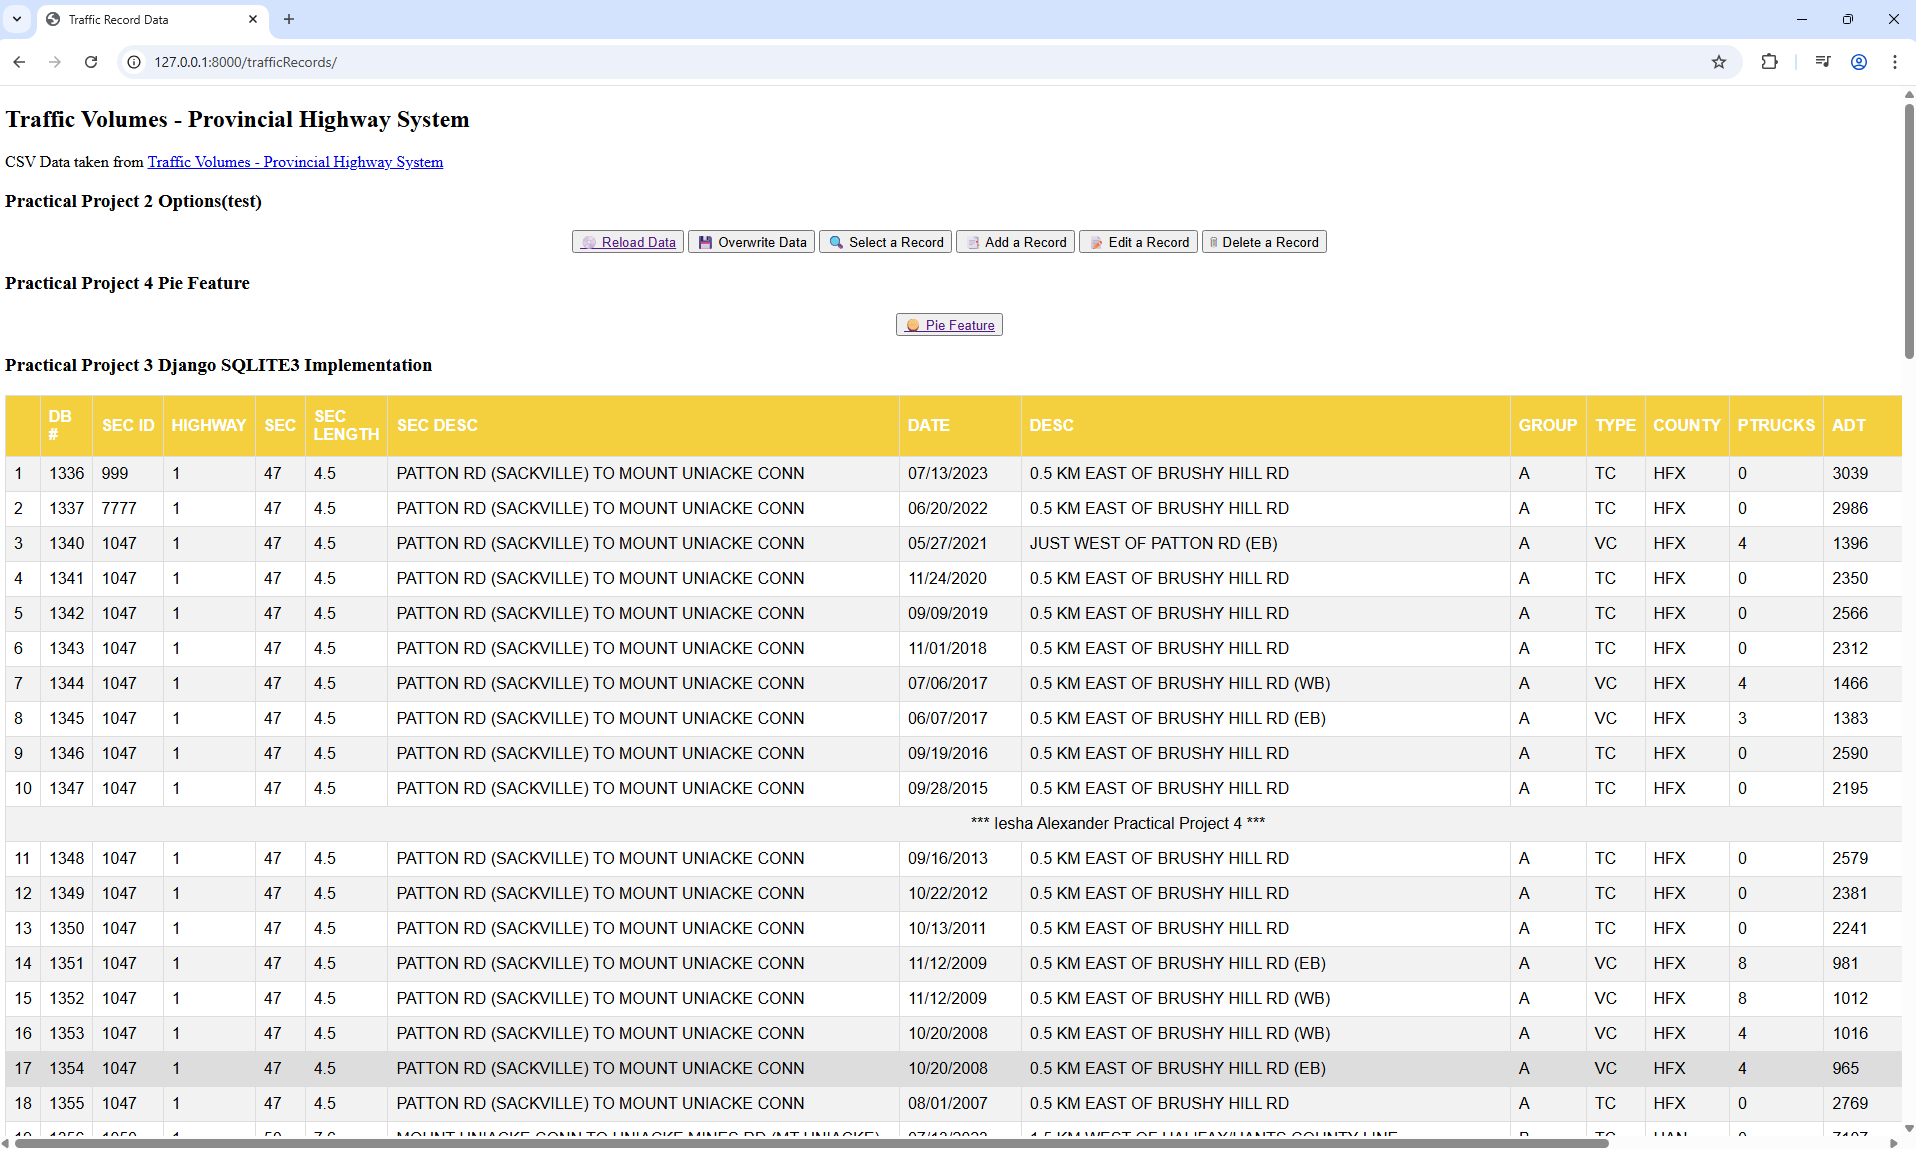 Traffic Record Data
127.0.0.1:8000/trafficRecords/
Traffic Volumes - Provincial Highway System
CSV Data taken from Traffic Volumes - Provincial Highway System
Practical Project 2 Options(test)
Reload Data Overwrite Data Select a Record Add a Record Edit a Record Delete a Record
Practical Project 4 Pie Feature
Pie Feature
Practical Project 3 Django SQLITE3 Implementation
DB # SEC ID HIGHWAY SEC SEC LENGTH SEC DESC DATE DESC GROUP TYPE COUNTY PTRUCKS ADT
1 1336 999 1 47 4.5 PATTON RD (SACKVILLE) TO MOUNT UNIACKE CONN 07/13/2023 0.5 KM EAST OF BRUSHY HILL RD A TC HFX 0 3039
2 1337 7777 1 47 4.5 PATTON RD (SACKVILLE) TO MOUNT UNIACKE CONN 06/20/2022 0.5 KM EAST OF BRUSHY HILL RD A TC HFX 0 2986
3 1340 1047 1 47 4.5 PATTON RD (SACKVILLE) TO MOUNT UNIACKE CONN 05/27/2021 JUST WEST OF PATTON RD (EB) A VC HFX 4 1396
4 1341 1047 1 47 4.5 PATTON RD (SACKVILLE) TO MOUNT UNIACKE CONN 11/24/2020 0.5 KM EAST OF BRUSHY HILL RD A TC HFX 0 2350
5 1342 1047 1 47 4.5 PATTON RD (SACKVILLE) TO MOUNT UNIACKE CONN 09/09/2019 0.5 KM EAST OF BRUSHY HILL RD A TC HFX 0 2566
6 1343 1047 1 47 4.5 PATTON RD (SACKVILLE) TO MOUNT UNIACKE CONN 11/01/2018 0.5 KM EAST OF BRUSHY HILL RD A TC HFX 0 2312
7 1344 1047 1 47 4.5 PATTON RD (SACKVILLE) TO MOUNT UNIACKE CONN 07/06/2017 0.5 KM EAST OF BRUSHY HILL RD (WB) A VC HFX 4 1466
8 1345 1047 1 47 4.5 PATTON RD (SACKVILLE) TO MOUNT UNIACKE CONN 06/07/2017 0.5 KM EAST OF BRUSHY HILL RD (EB) A VC HFX 3 1383
9 1346 1047 1 47 4.5 PATTON RD (SACKVILLE) TO MOUNT UNIACKE CONN 09/19/2016 0.5 KM EAST OF BRUSHY HILL RD A TC HFX 0 2590
10 1347 1047 1 47 4.5 PATTON RD (SACKVILLE) TO MOUNT UNIACKE CONN 09/28/2015 0.5 KM EAST OF BRUSHY HILL RD A TC HFX 0 2195
*** Iesha Alexander Practical Project 4 ***
11 1348 1047 1 47 4.5 PATTON RD (SACKVILLE) TO MOUNT UNIACKE CONN 09/16/2013 0.5 KM EAST OF BRUSHY HILL RD A TC HFX 0 2579
12 1349 1047 1 47 4.5 PATTON RD (SACKVILLE) TO MOUNT UNIACKE CONN 10/22/2012 0.5 KM EAST OF BRUSHY HILL RD A TC HFX 0 2381
13 1350 1047 1 47 4.5 PATTON RD (SACKVILLE) TO MOUNT UNIACKE CONN 10/13/2011 0.5 KM EAST OF BRUSHY HILL RD A TC HFX 0 2241
14 1351 1047 1 47 4.5 PATTON RD (SACKVILLE) TO MOUNT UNIACKE CONN 11/12/2009 0.5 KM EAST OF BRUSHY HILL RD (EB) A VC HFX 8 981
15 1352 1047 1 47 4.5 PATTON RD (SACKVILLE) TO MOUNT UNIACKE CONN 11/12/2009 0.5 KM EAST OF BRUSHY HILL RD (WB) A VC HFX 8 1012
16 1353 1047 1 47 4.5 PATTON RD (SACKVILLE) TO MOUNT UNIACKE CONN 10/20/2008 0.5 KM EAST OF BRUSHY HILL RD (WB) A VC HFX 4 1016
17 1354 1047 1 47 4.5 PATTON RD (SACKVILLE) TO MOUNT UNIACKE CONN 10/20/2008 0.5 KM EAST OF BRUSHY HILL RD (EB) A VC HFX 4 965
18 1355 1047 1 47 4.5 PATTON RD (SACKVILLE) TO MOUNT UNIACKE CONN 08/01/2007 0.5 KM EAST OF BRUSHY HILL RD A TC HFX 0 2769